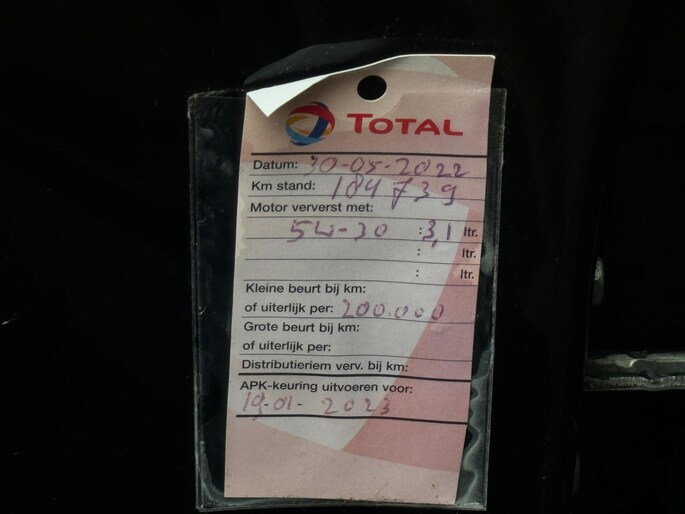 TOTAL
Datum: 30-05-2022
Km stand: 184739
Motor ververst met:
5W-30 : 3,1 ltr.
: ltr.
: ltr.
Kleine beurt bij km:
of uiterlijk per: 200.000
Grote beurt bij km:
of uiterlijk per:
Distributieriem verv. bij km:
APK-keuring uitvoeren voor:
19-01- 2023